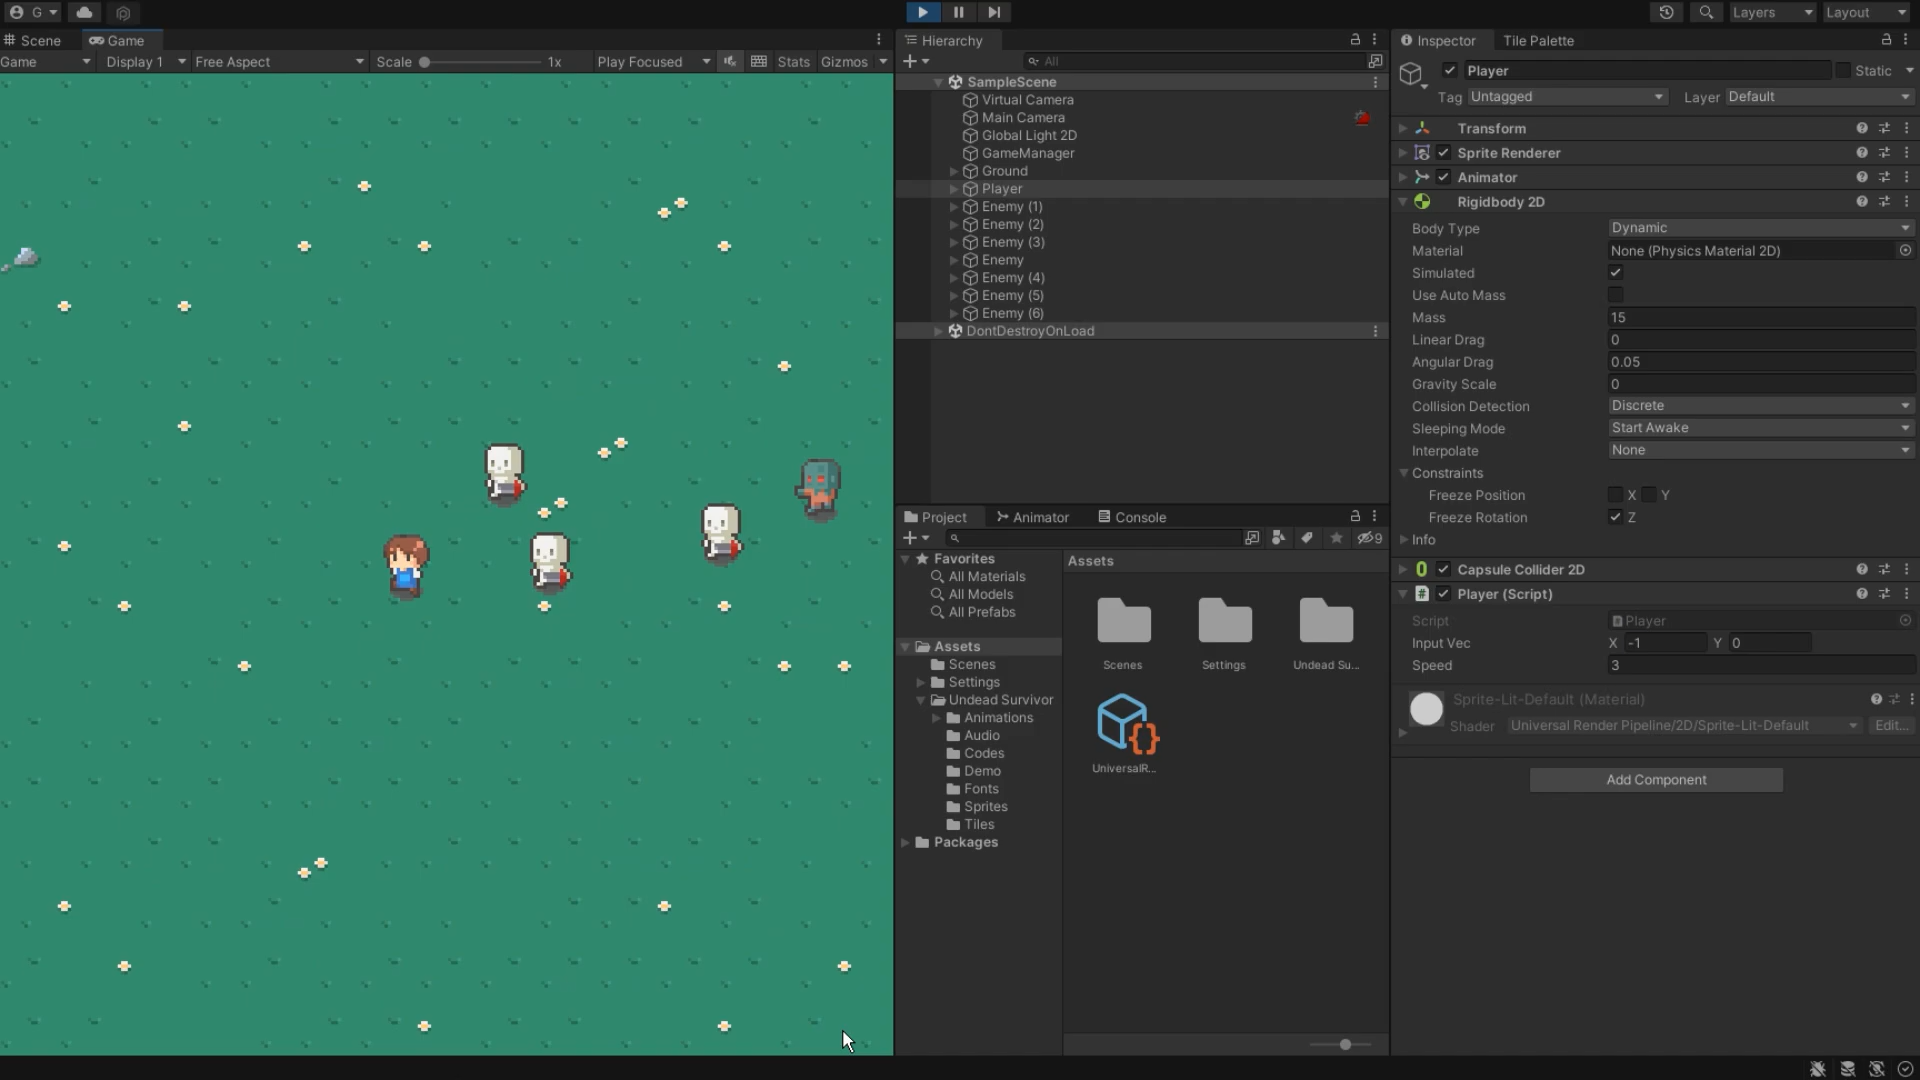 G
Layers
Layout
Scene
Game
Hierarchy
Inspector
Tile Palette
Game
Display 1
Free Aspect
Scale
1x
Play Focused
Stats
Gizmos
All
SampleScene
Virtual Camera
Main Camera
Global Light 2D
GameManager
Ground
Player
Enemy (1)
Enemy (2)
Enemy (3)
Enemy
Enemy (4)
Enemy (5)
Enemy (6)
DontDestroyOnLoad
Player
Static
Tag Untagged
Layer Default
Transform
Sprite Renderer
Animator
Rigidbody 2D
Body Type Dynamic
Material None (Physics Material 2D)
Simulated
Use Auto Mass
Mass 15
Linear Drag 0
Angular Drag 0.05
Gravity Scale 0
Collision Detection Discrete
Sleeping Mode Start Awake
Interpolate None
Constraints
Freeze Position X Y
Freeze Rotation Z
Info
Capsule Collider 2D
Player (Script)
Script Player
Input Vec X -1 Y 0
Speed 3
Sprite-Lit-Default (Material)
Shader Universal Render Pipeline/2D/Sprite-Lit-Default Edit...
Add Component
Project
Animator
Console
9
Favorites
All Materials
All Models
All Prefabs
Assets
Scenes
Settings
Undead Survivor
Animations
Audio
Codes
Demo
Fonts
Sprites
Tiles
Packages
Assets
Scenes
Settings
Undead Su...
UniversalR...